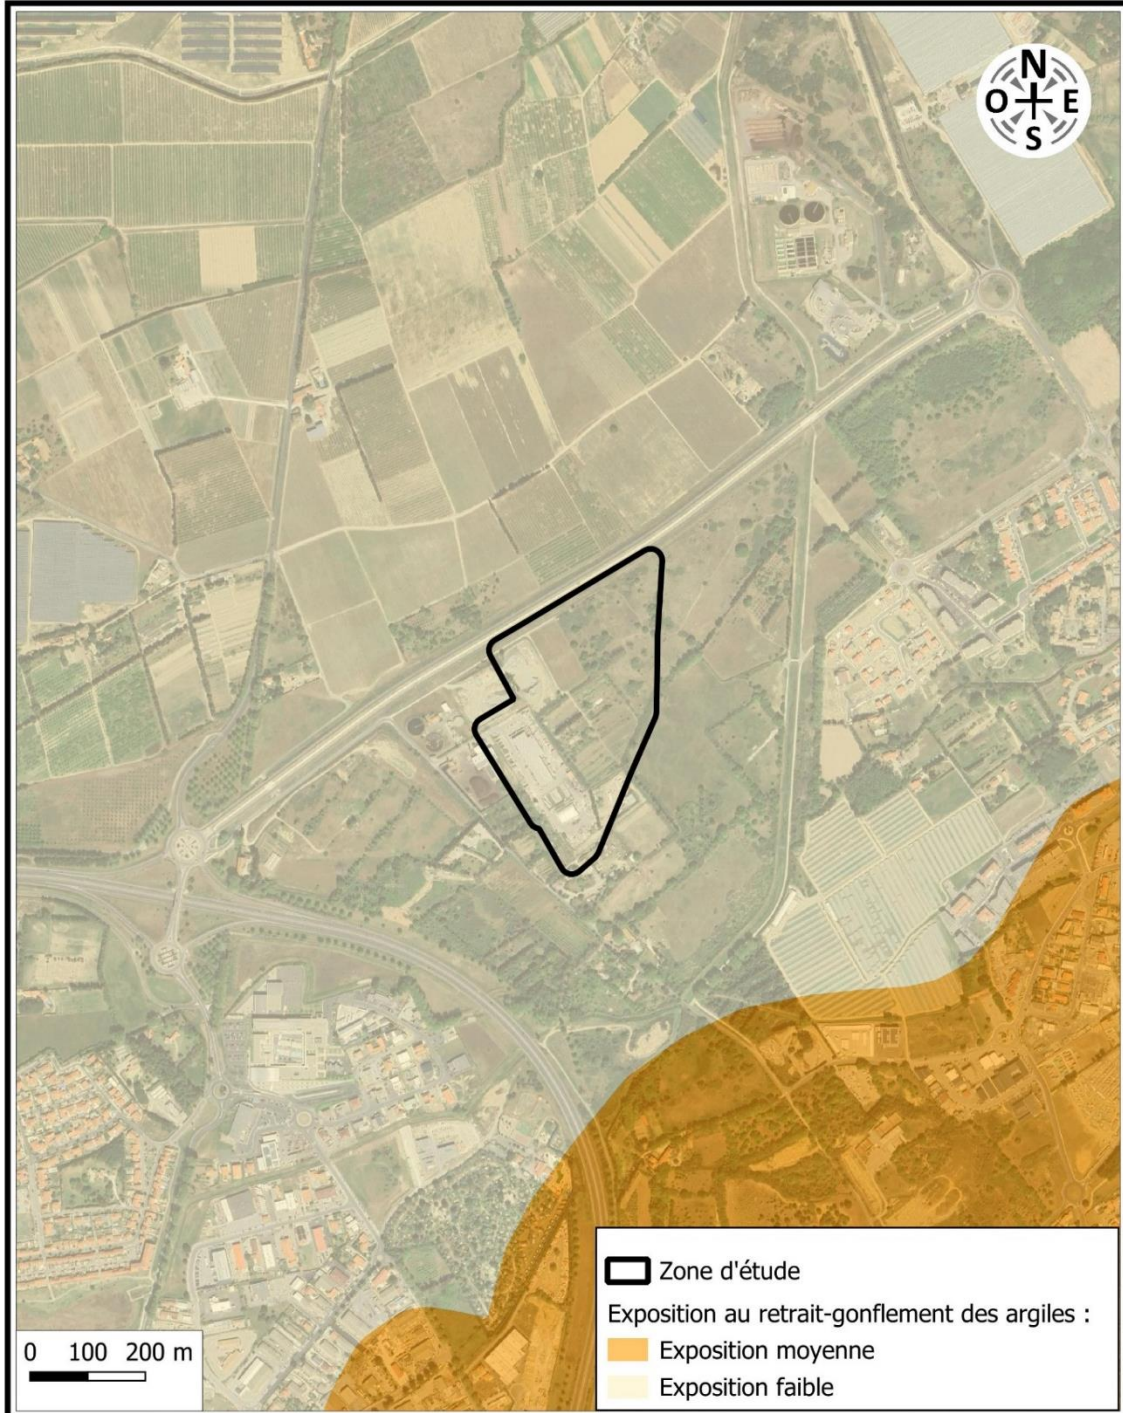 N
O E
S
Zone d'étude
Exposition au retrait-gonflement des argiles :
Exposition moyenne
Exposition faible
0 100 200 m